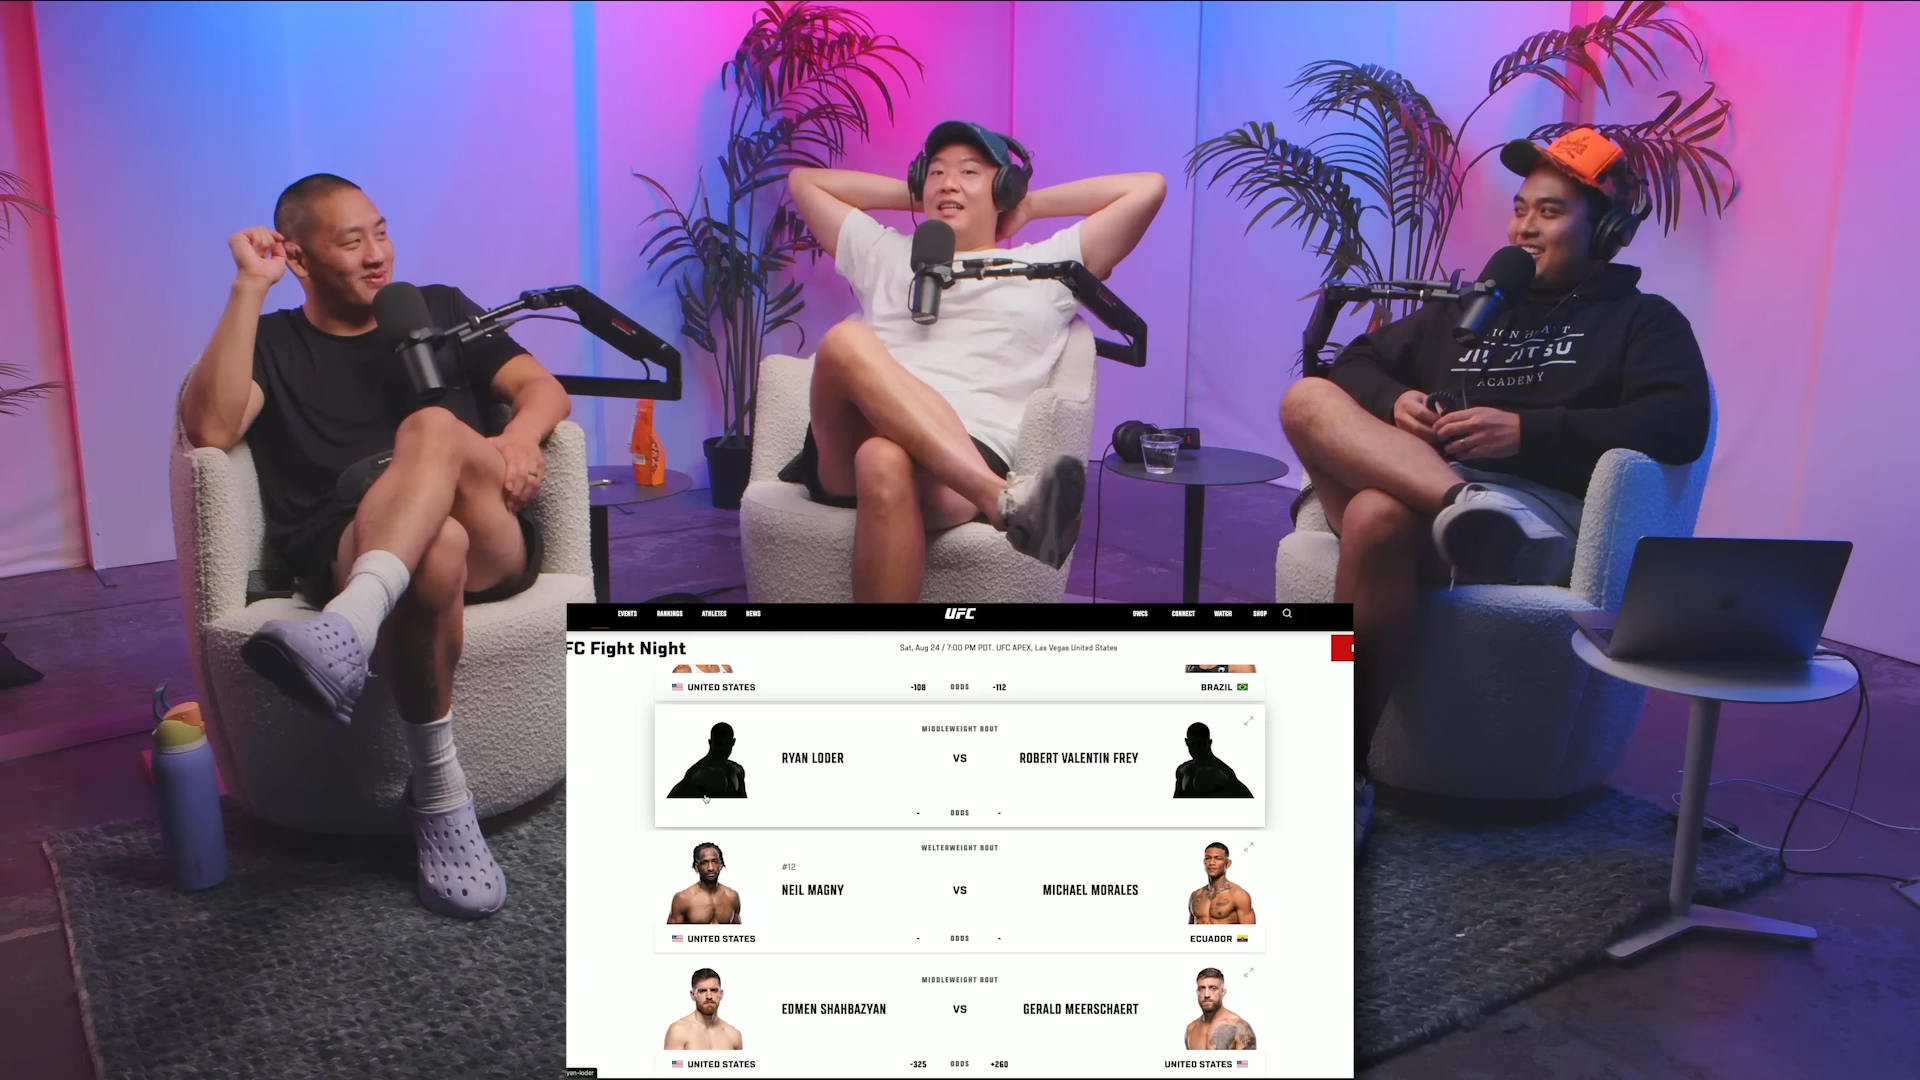 JIU JITSU
ACADEMY
EVENTS RANKINGS ATHLETES NEWS UFC DWCS CONNECT WATCH SHOP
FC Fight Night Sat, Aug 24 / 7:00 PM PDT. UFC APEX, Las Vegas United States
UNITED STATES -108 ODDS -112 BRAZIL
MIDDLEWEIGHT BOUT
RYAN LODER VS ROBERT VALENTIN FREY
- ODDS -
WELTERWEIGHT BOUT
#12
NEIL MAGNY VS MICHAEL MORALES
UNITED STATES - ODDS - ECUADOR
MIDDLEWEIGHT BOUT
EDMEN SHAHBAZYAN VS GERALD MEERSCHAERT
UNITED STATES -325 ODDS +260 UNITED STATES
yan-loder